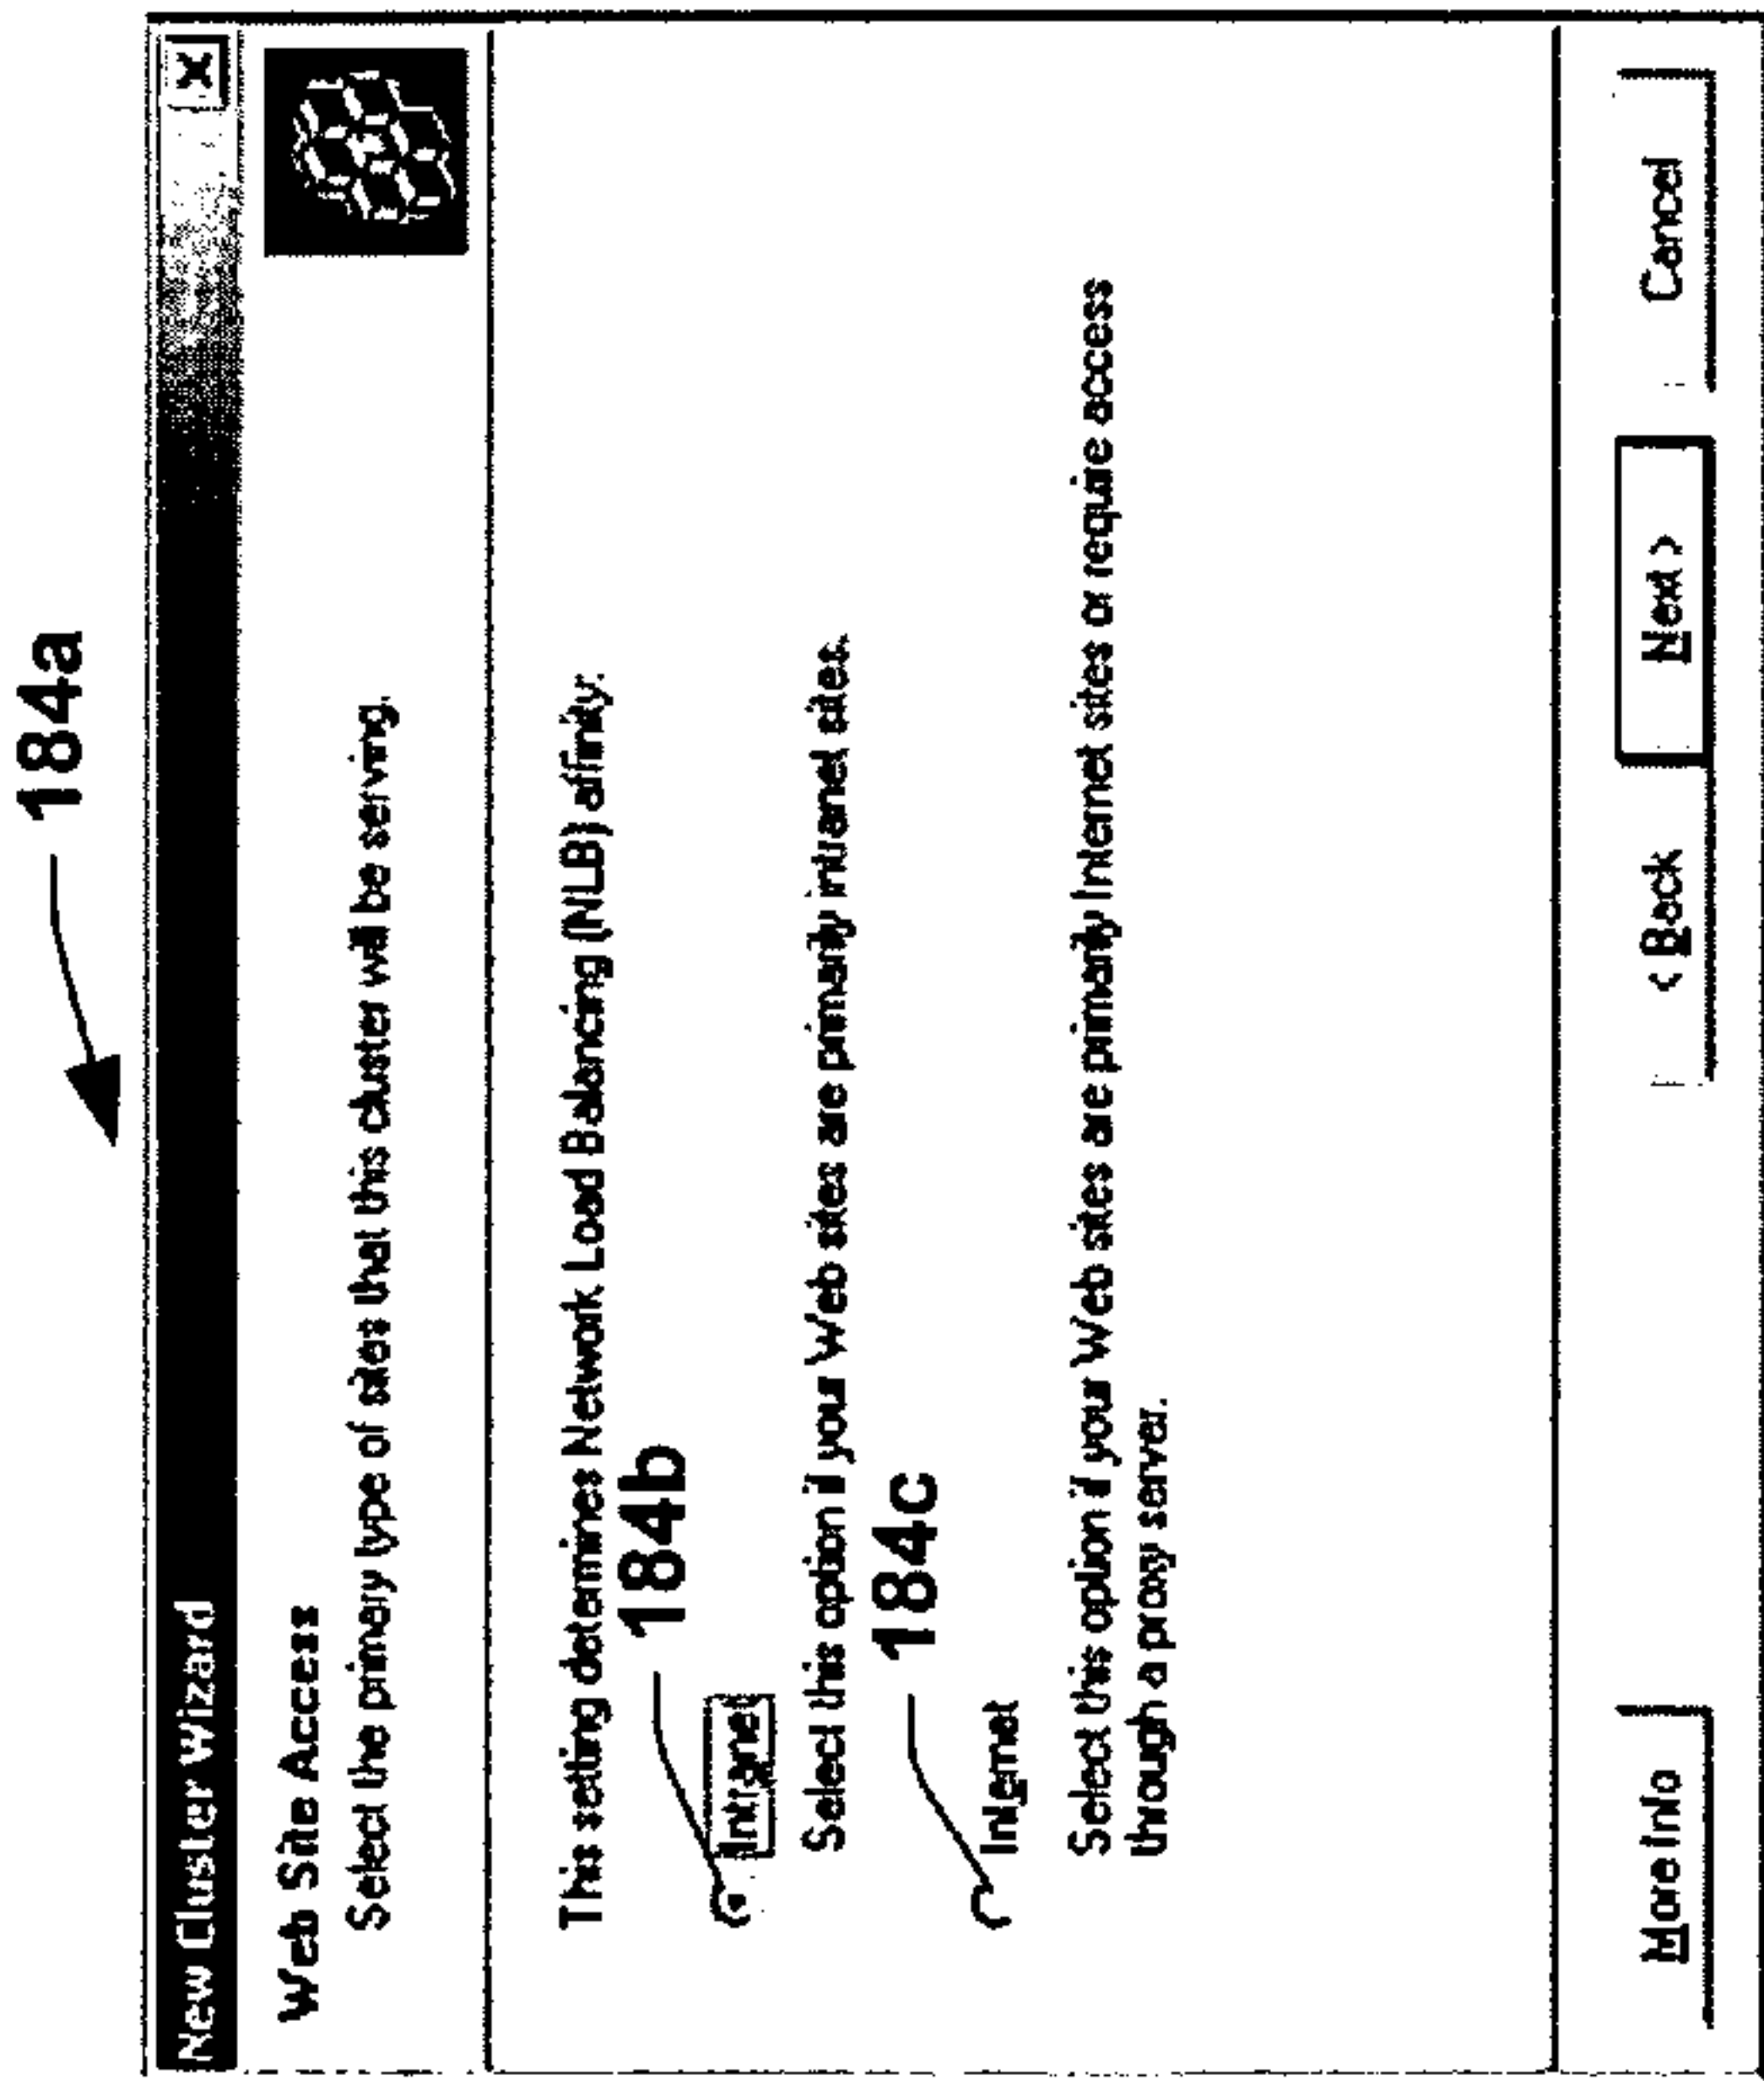 184a
New Cluster Wizard
Web Site Access
Select the primary type of sites that this cluster will be serving.
This setting determines Network Load Balancing (NLB) affinity.
184b
Intranet
Select this option if your Web sites are primarily intranet sites.
184c
Internet
Select this option if your Web sites are primarily Internet sites or require access
through a proxy server.
More Info
< Back
Next >
Cancel